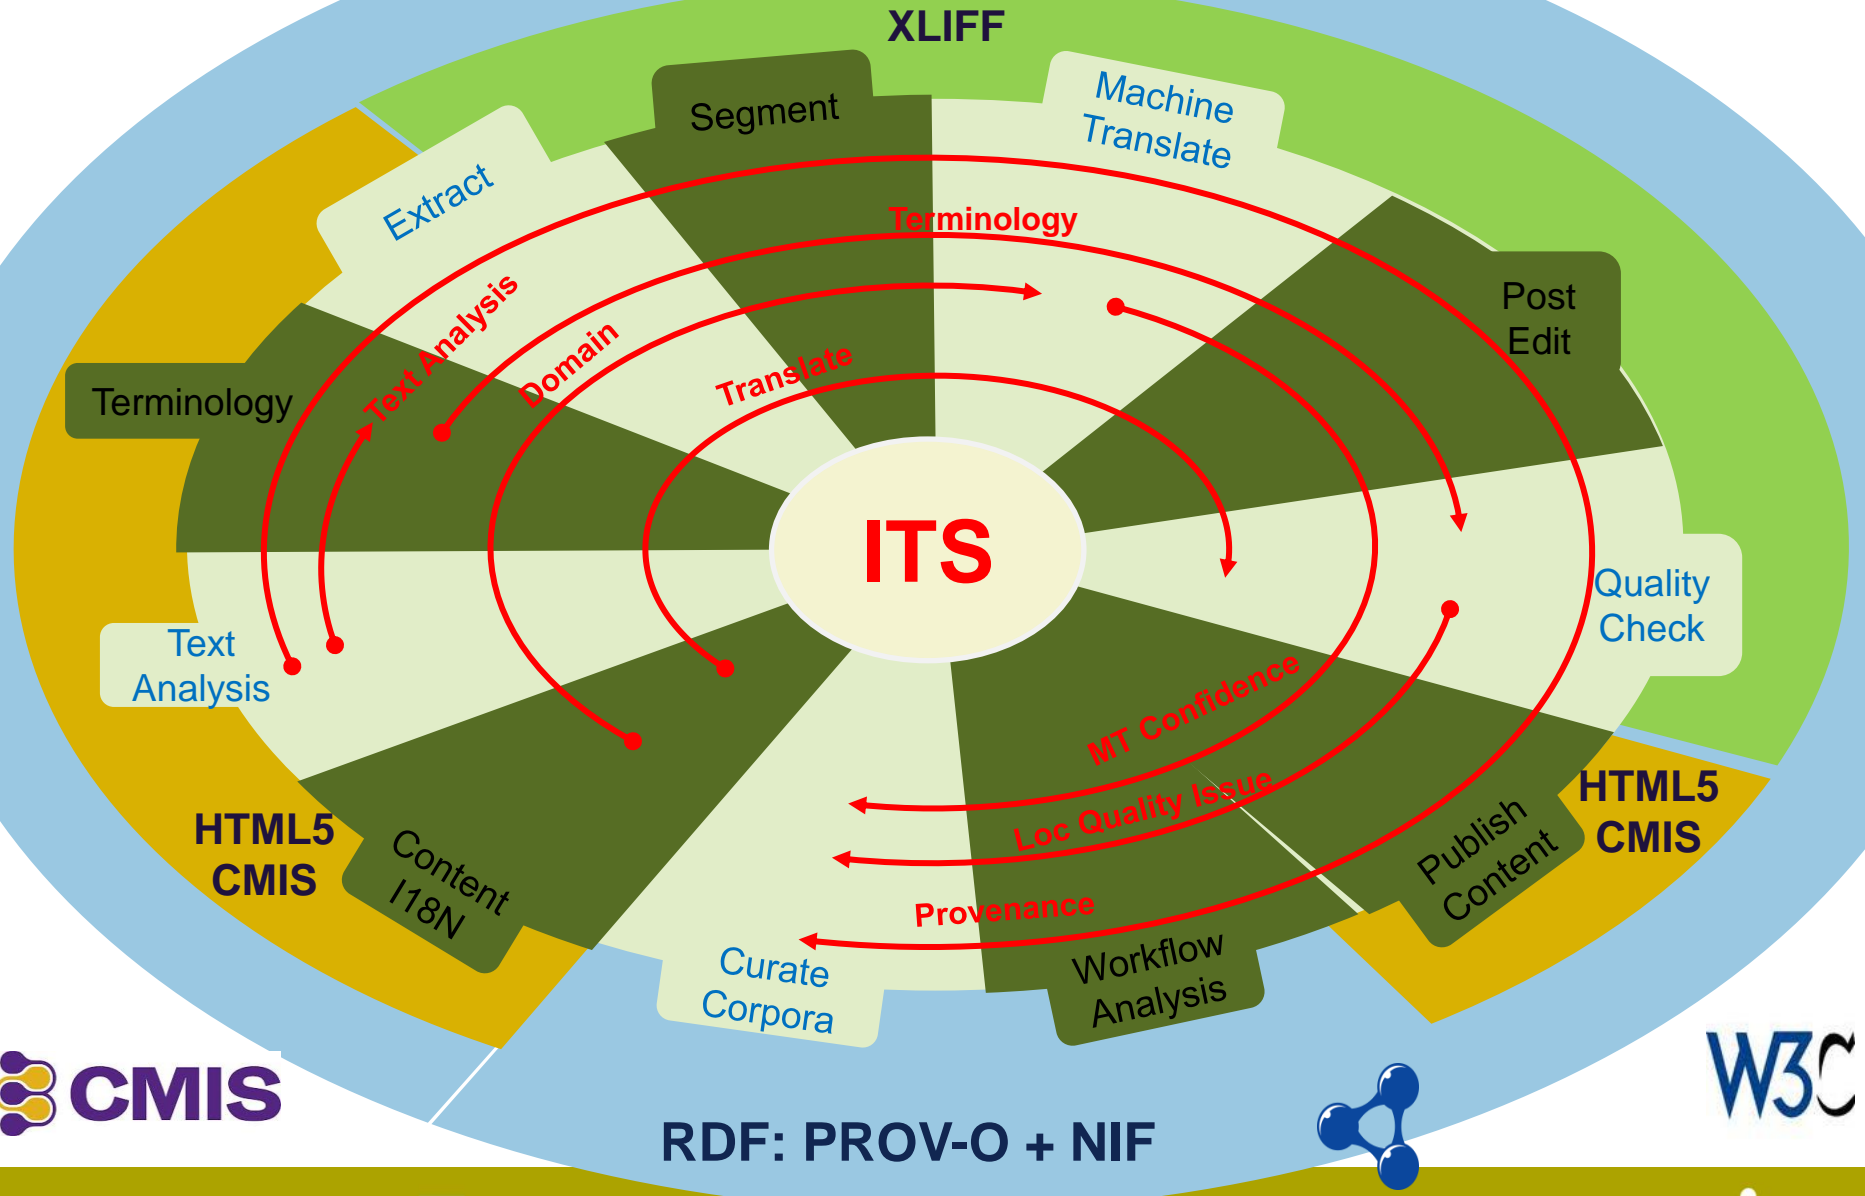 XLIFF
Segment
Machine
Translate
Extract
Terminology
Text Analysis
Domain
Translate
Post
Edit
Terminology
ITS
Quality
Check
Text
Analysis
MT Confidence
Loc Quality Issue
Provenance
HTML5
CMIS
HTML5
CMIS
Content
I18N
Publish
Content
Curate
Corpora
Workflow
Analysis
CMIS
W3C
RDF: PROV-O + NIF